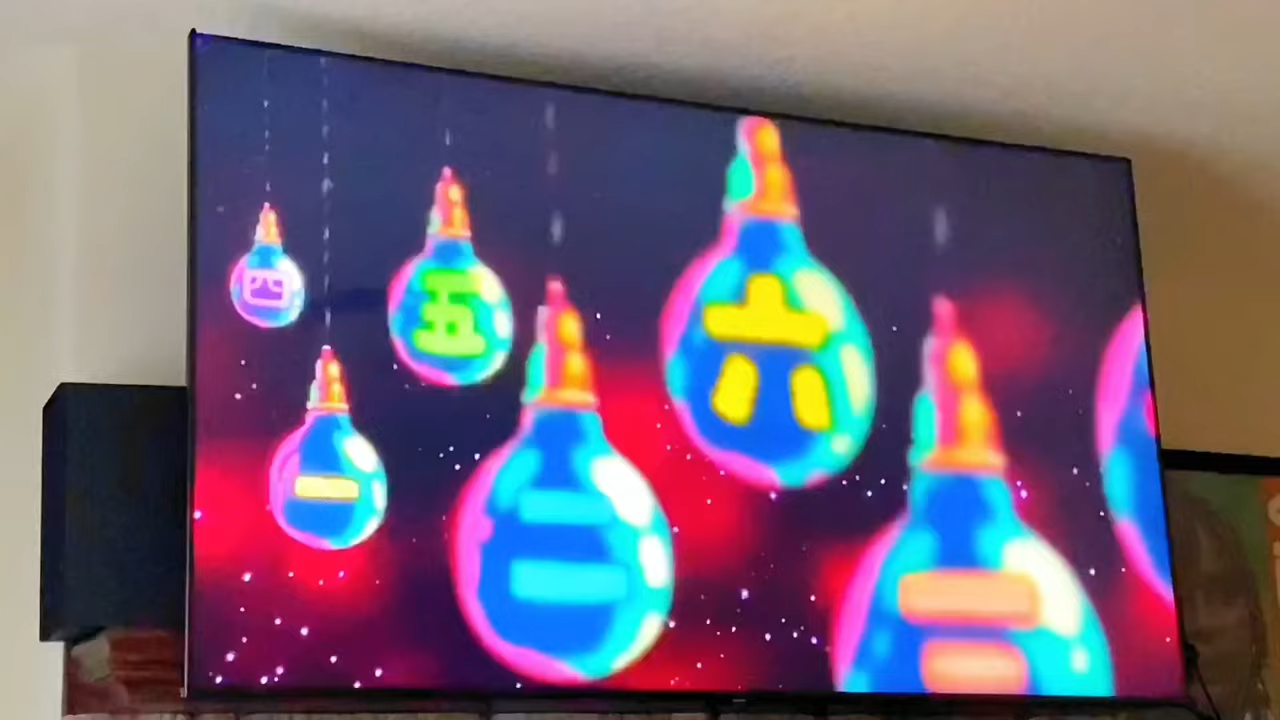 四
五
六
一
二